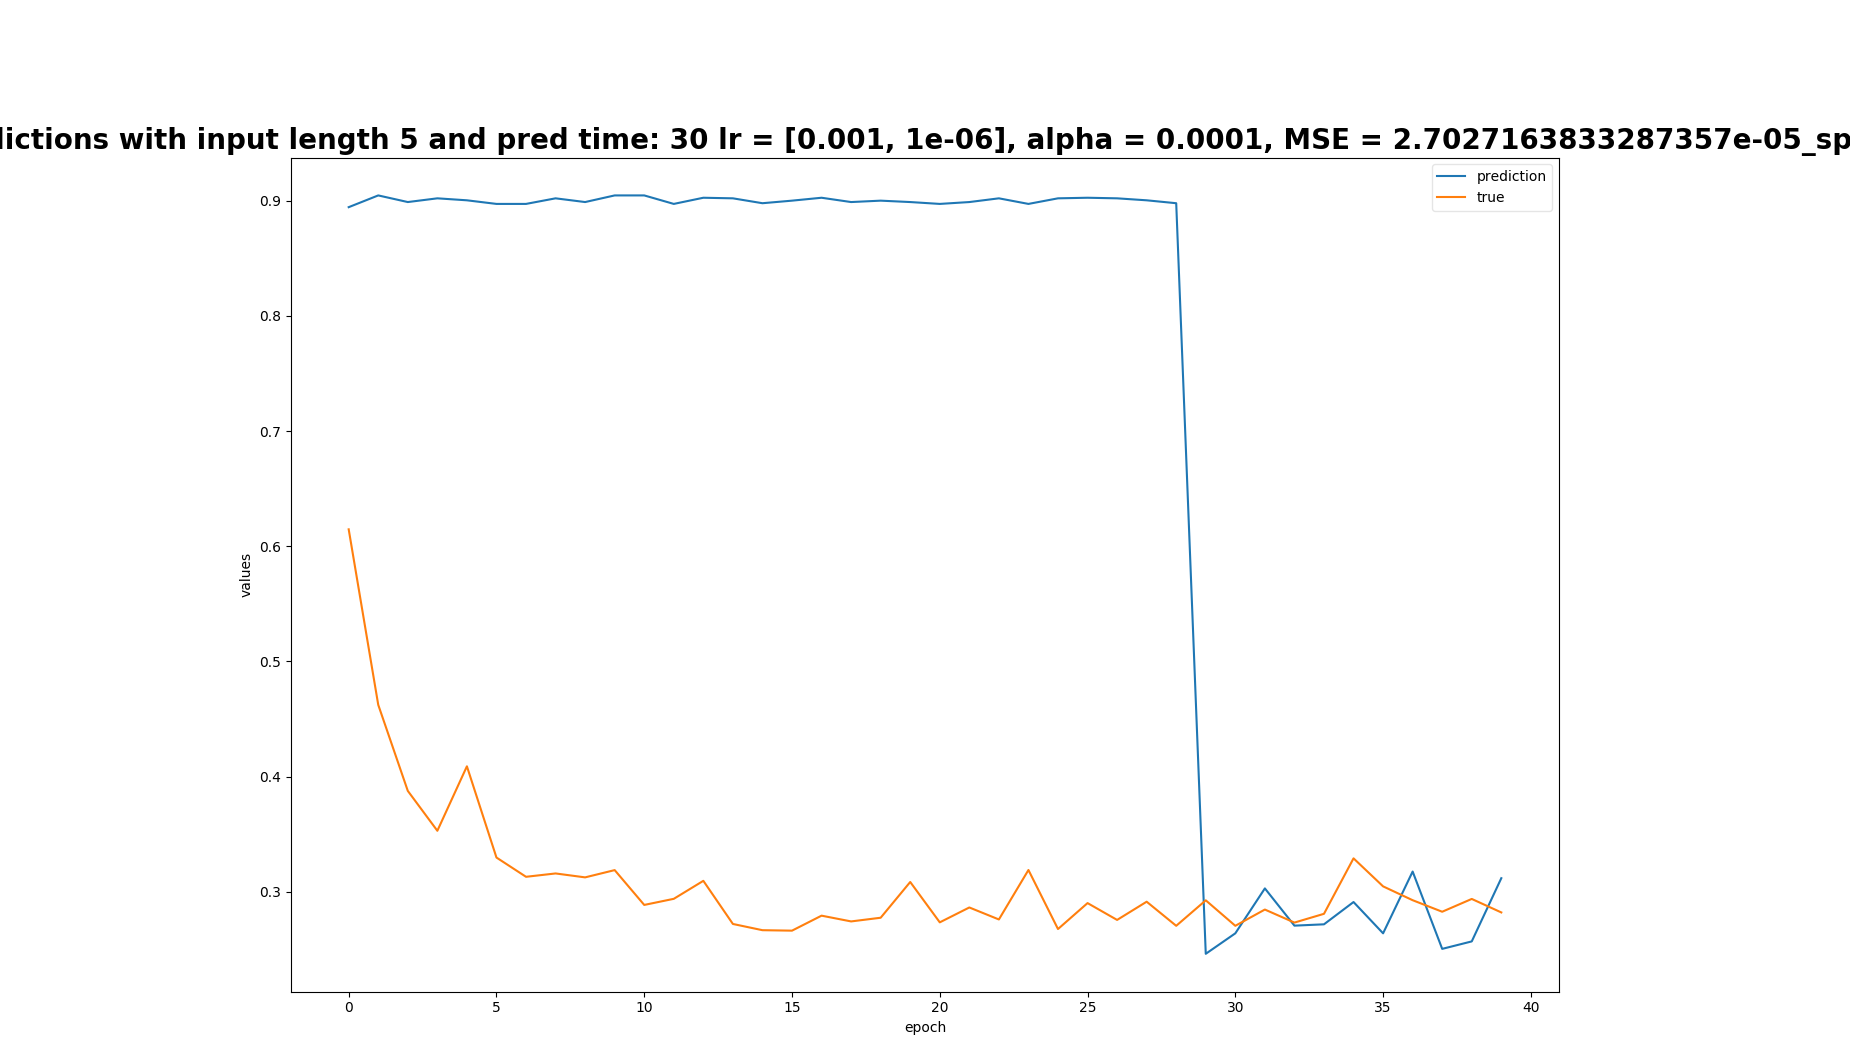 dictions with input length 5 and pred time: 30 lr = [0.001, 1e-06], alpha = 0.0001, MSE = 2.7027163833287357e-05_sp
prediction
true
0.9
0.8
0.7
0.6
0.5
0.4
0.3
values
0 5 10 15 20 25 30 35 40
epoch